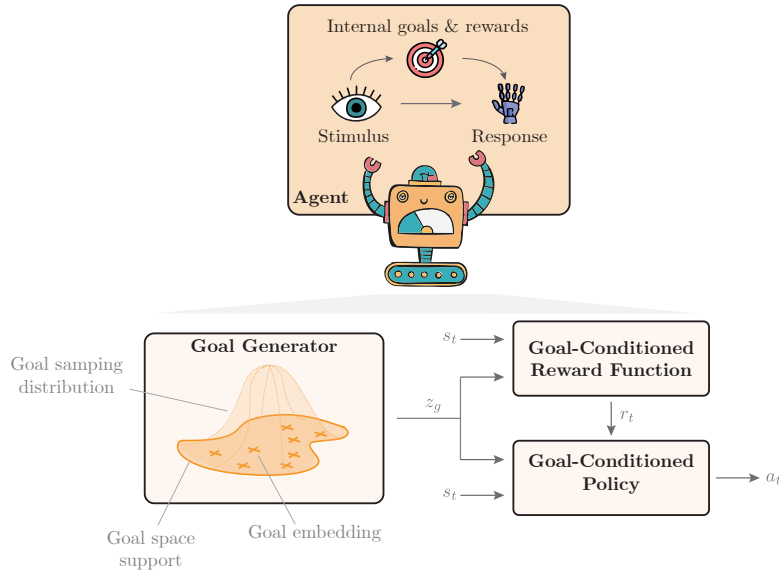 Internal goals & rewards
Stimulus
Response
Agent
Goal Generator
Goal samping
distribution
Goal space
support
Goal embedding
z_g
s_t
Goal-Conditioned
Reward Function
r_t
Goal-Conditioned
Policy
s_t
a_t